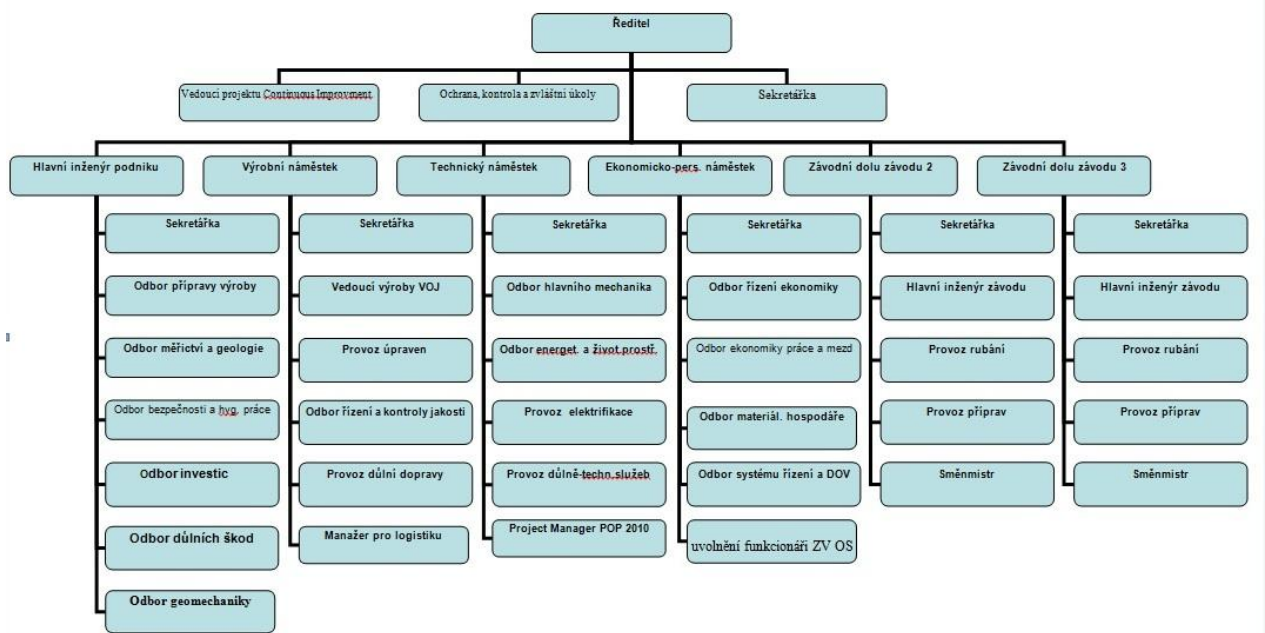 Ředitel
Vedoucí projektu Continuous Improvment
Ochrana, kontrola a zvláštní úkoly
Sekretářka
Hlavní inženýr podniku
Výrobní náměstek
Technický náměstek
Ekonomicko-pers. náměstek
Závodní dolu závodu 2
Závodní dolu závodu 3
Sekretářka
Sekretářka
Sekretářka
Sekretářka
Sekretářka
Sekretářka
Odbor přípravy výroby
Vedoucí výroby VOJ
Odbor hlavního mechanika
Odbor řízení ekonomiky
Hlavní inženýr závodu
Hlavní inženýr závodu
Odbor měřictví a geologie
Provoz úpraven
Odbor energet. a život.prostř.
Odbor ekonomiky práce a mezd
Provoz rubání
Provoz rubání
Odbor bezpečnosti a hyg. práce
Odbor řízení a kontroly jakosti
Provoz elektrifikace
Odbor materiál. hospodáře
Provoz příprav
Provoz příprav
Odbor investic
Provoz důlní dopravy
Provoz důlně-techn.služeb
Odbor systému řízení a DOV
Směnmistr
Směnmistr
Odbor důlních škod
Manažer pro logistiku
Project Manager POP 2010
uvolnění funkcionáři ZV OS
Odbor geomechaniky